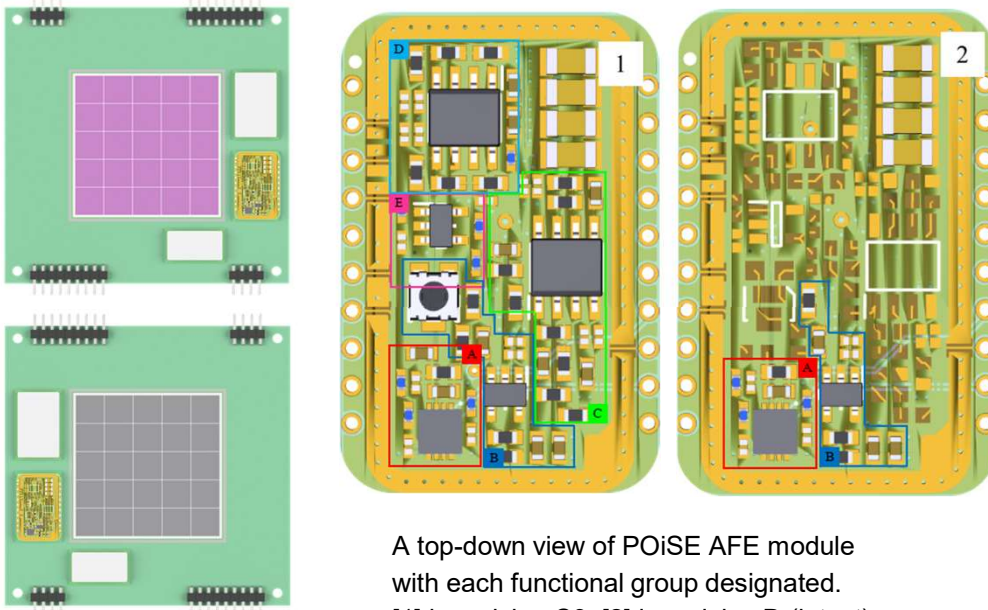 1
2
D
E
A
C
B
A
B
A top-down view of POiSE AFE module
with each functional group designated.